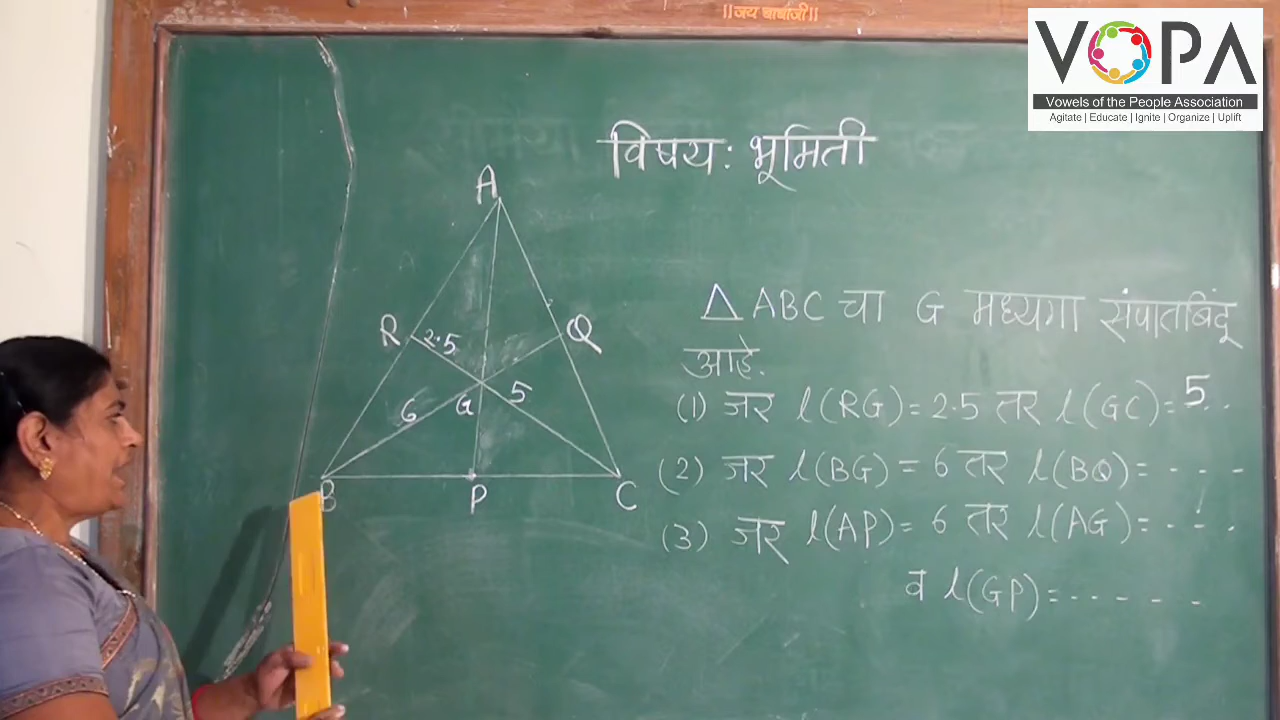 ॥जय बाबाजी॥
VOPA
Vowels of the People Association
Agitate | Educate | Ignite | Organize | Uplift
विषय: भूमिती
A
R 2.5 Q
6 G 5
B P C
△ABC चा G मध्यगा संपातबिंदू
आहे.
(1) जर l(RG)= 2.5 तर l(GC)= 5..
(2) जर l(BG) = 6 तर l(BQ)= - - - -
(3) जर l(AP)= 6 तर l(AG)= - . - .
व l(GP)= - - - - - -